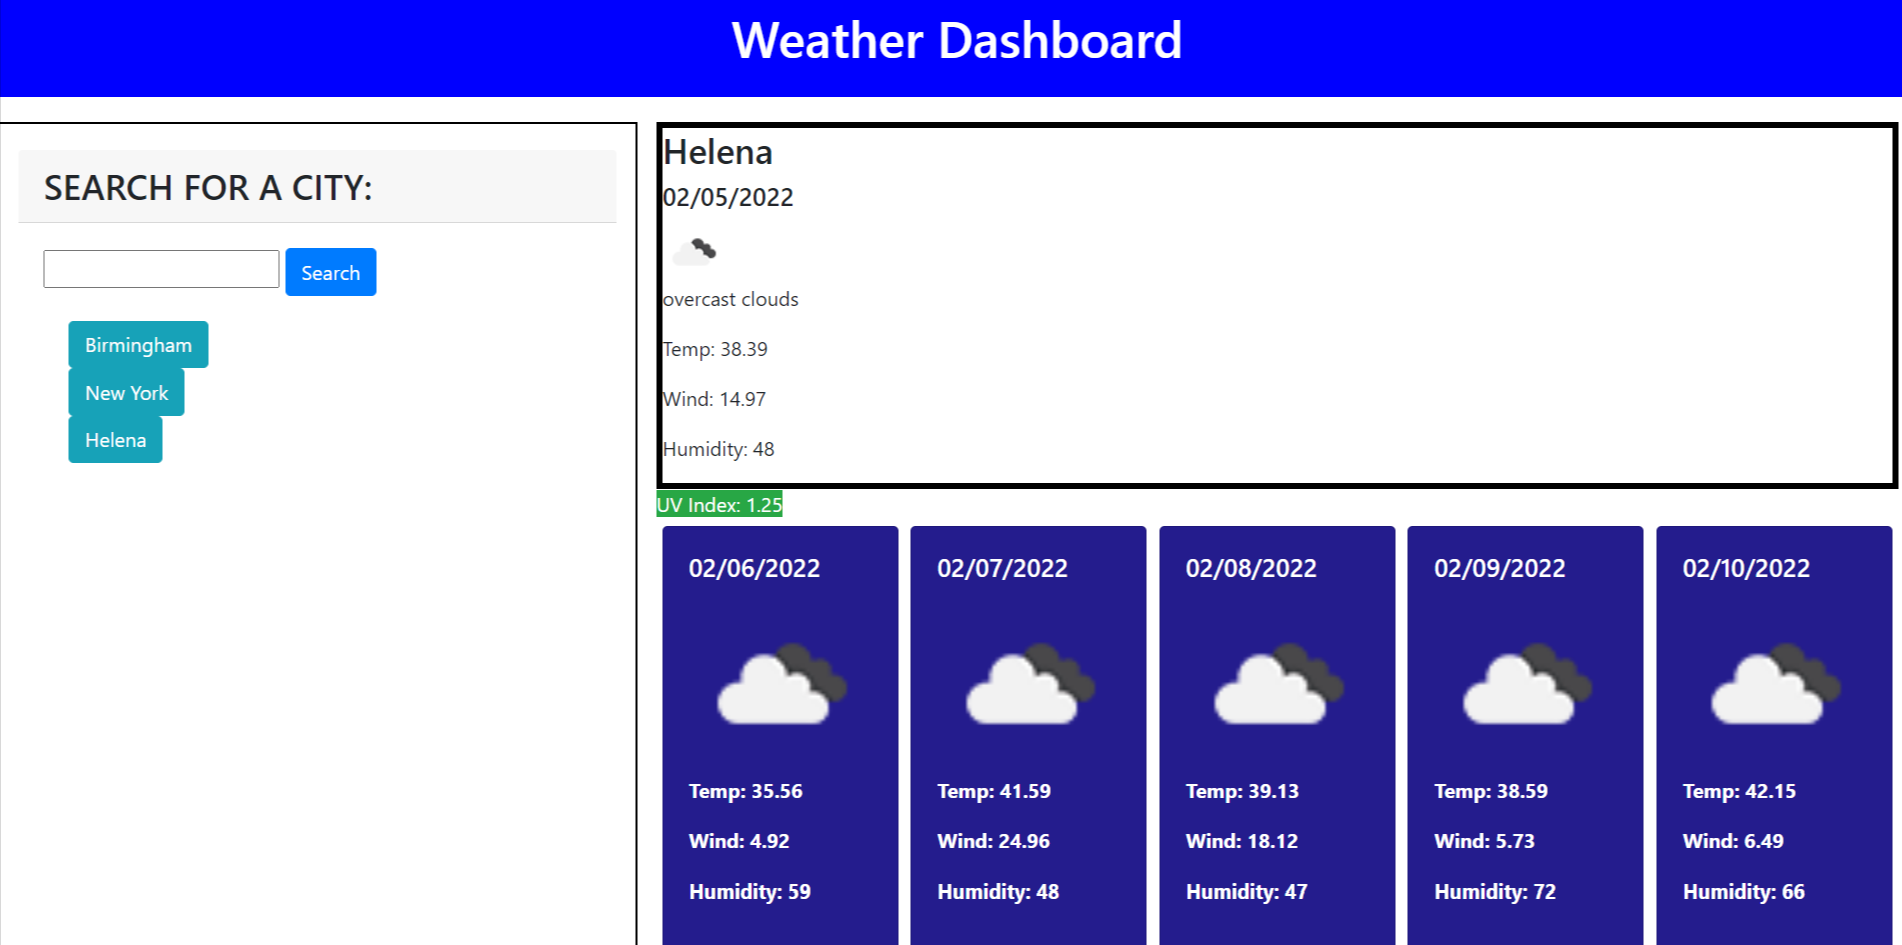 Weather Dashboard
SEARCH FOR A CITY:
Search
Birmingham
New York
Helena
Helena
02/05/2022
overcast clouds
Temp: 38.39
Wind: 14.97
Humidity: 48
UV Index: 1.25
02/06/2022
Temp: 35.56
Wind: 4.92
Humidity: 59
02/07/2022
Temp: 41.59
Wind: 24.96
Humidity: 48
02/08/2022
Temp: 39.13
Wind: 18.12
Humidity: 47
02/09/2022
Temp: 38.59
Wind: 5.73
Humidity: 72
02/10/2022
Temp: 42.15
Wind: 6.49
Humidity: 66